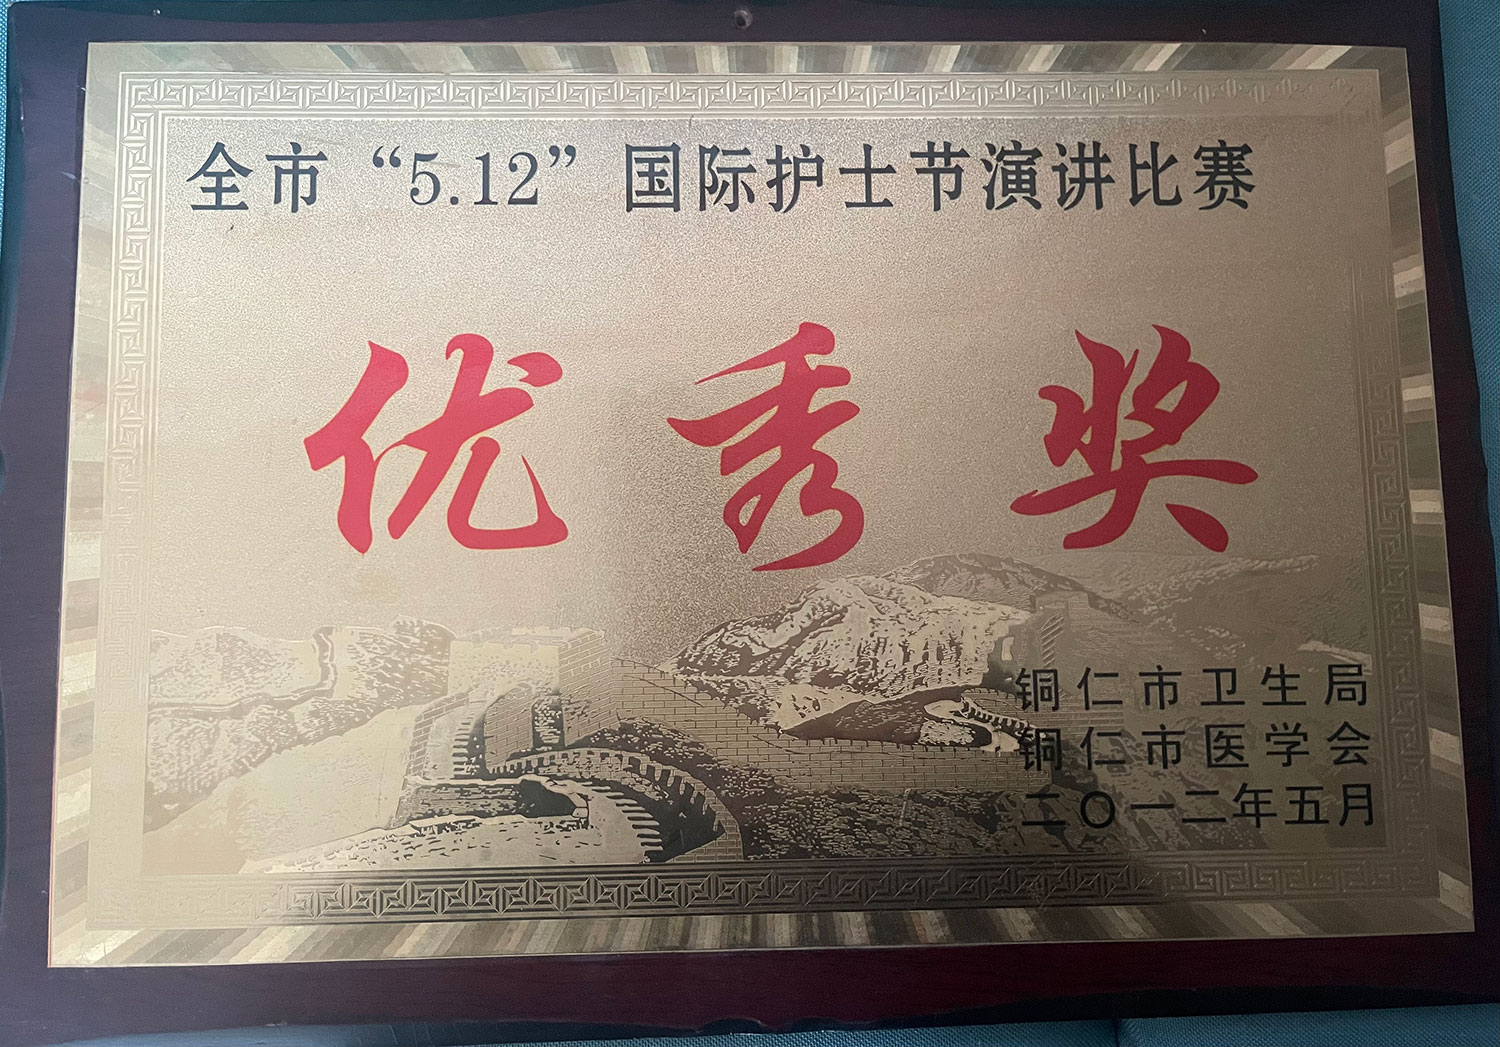 全市“5.12”国际护士节演讲比赛
优秀奖
铜仁市卫生局
铜仁市医学会
二〇一二年五月